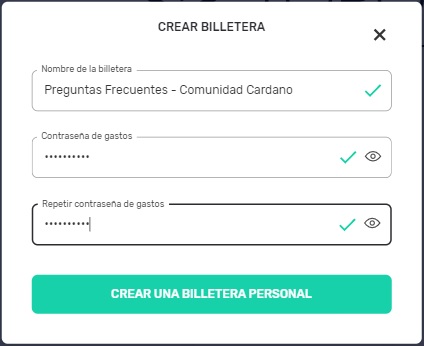 CREAR BILLETERA
Nombre de la billetera
Preguntas Frecuentes - Comunidad Cardano
Contraseña de gastos
••••••••••
Repetir contraseña de gastos
••••••••••
CREAR UNA BILLETERA PERSONAL